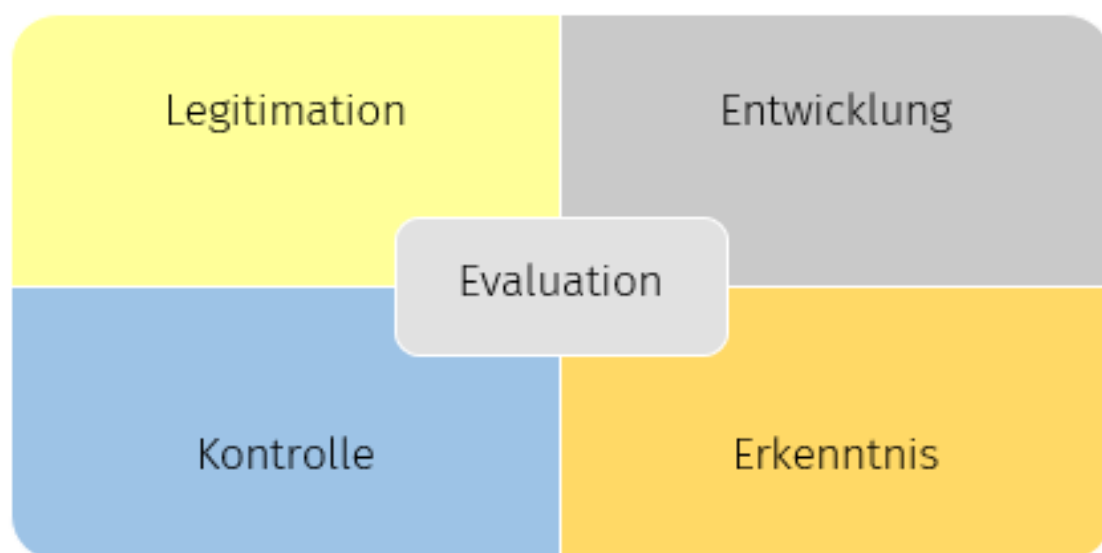 Legitimation
Entwicklung
Evaluation
Kontrolle
Erkenntnis